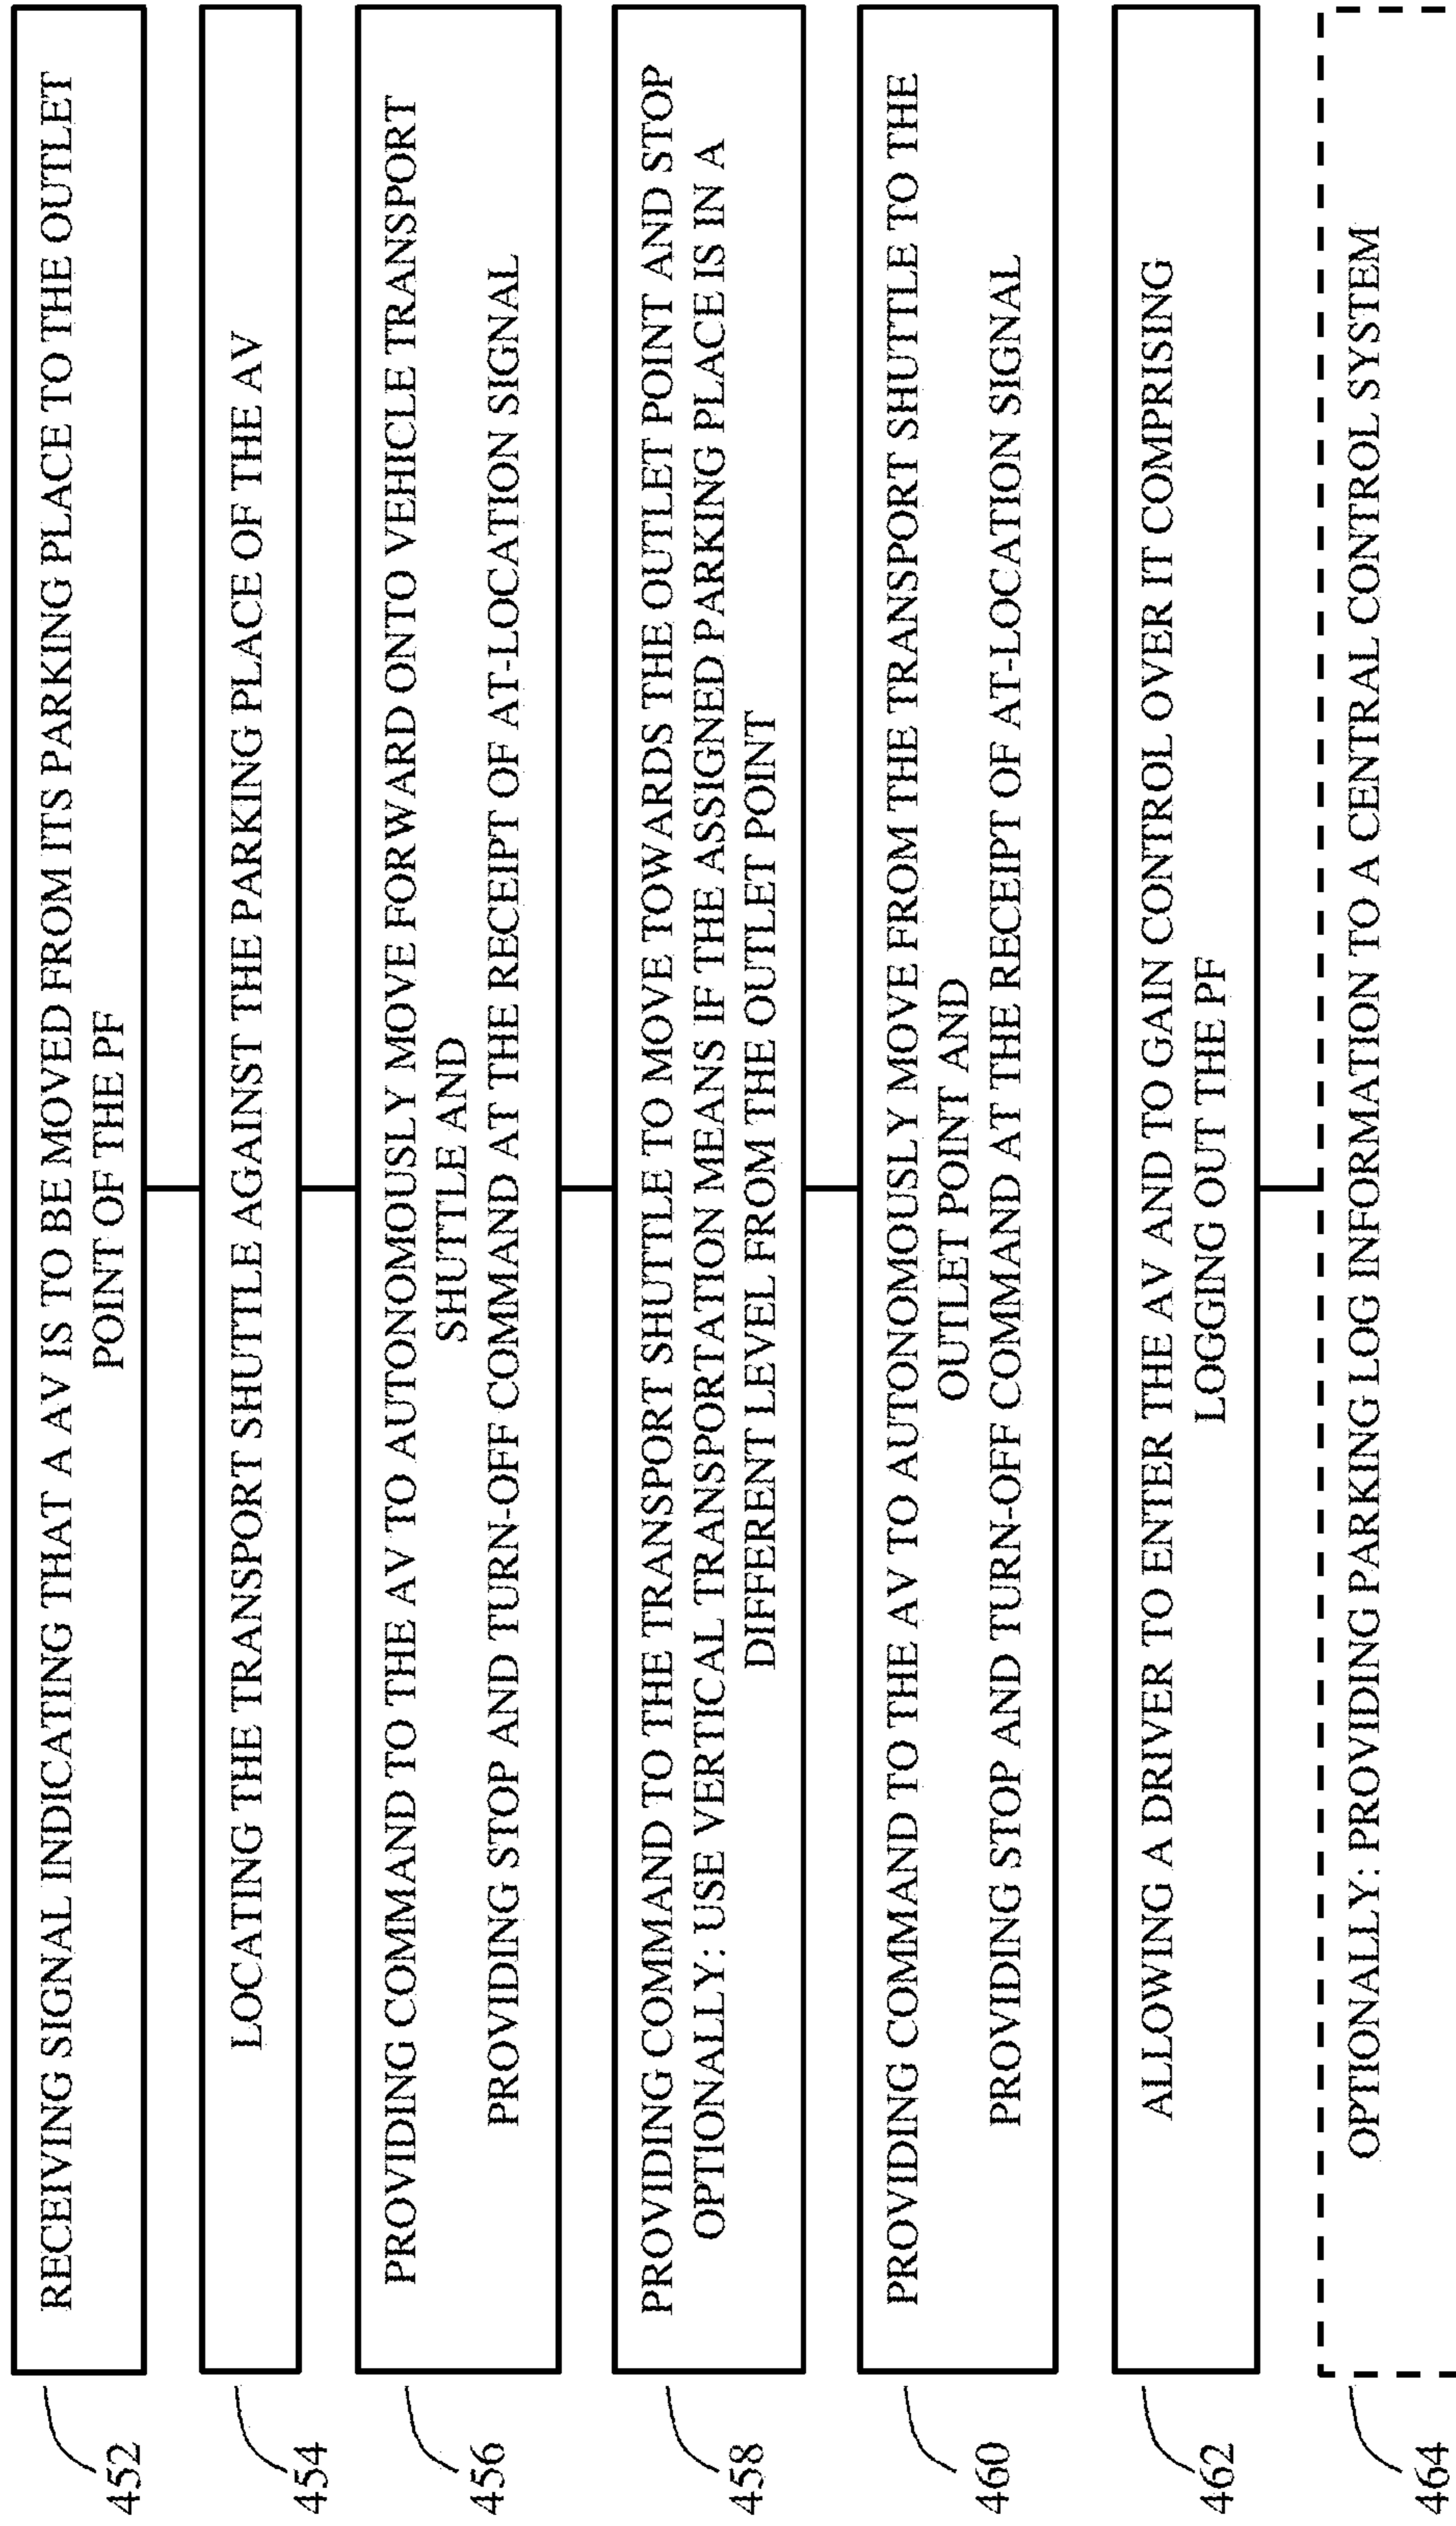 452
RECEIVING SIGNAL INDICATING THAT A AV IS TO BE MOVED FROM ITS PARKING PLACE TO THE OUTLET
POINT OF THE PF
454
LOCATING THE TRANSPORT SHUTTLE AGAINST THE PARKING PLACE OF THE AV
456
PROVIDING COMMAND TO THE AV TO AUTONOMOUSLY MOVE FORWARD ONTO VEHICLE TRANSPORT
SHUTTLE AND
PROVIDING STOP AND TURN-OFF COMMAND AT THE RECEIPT OF AT-LOCATION SIGNAL
458
PROVIDING COMMAND TO THE TRANSPORT SHUTTLE TO MOVE TOWARDS THE OUTLET POINT AND STOP
OPTIONALLY: USE VERTICAL TRANSPORTATION MEANS IF THE ASSIGNED PARKING PLACE IS IN A
DIFFERENT LEVEL FROM THE OUTLET POINT
460
PROVIDING COMMAND TO THE AV TO AUTONOMOUSLY MOVE FROM THE TRANSPORT SHUTTLE TO THE
OUTLET POINT AND
PROVIDING STOP AND TURN-OFF COMMAND AT THE RECEIPT OF AT-LOCATION SIGNAL
462
ALLOWING A DRIVER TO ENTER THE AV AND TO GAIN CONTROL OVER IT COMPRISING
LOGGING OUT THE PF
464
OPTIONALLY: PROVIDING PARKING LOG INFORMATION TO A CENTRAL CONTROL SYSTEM